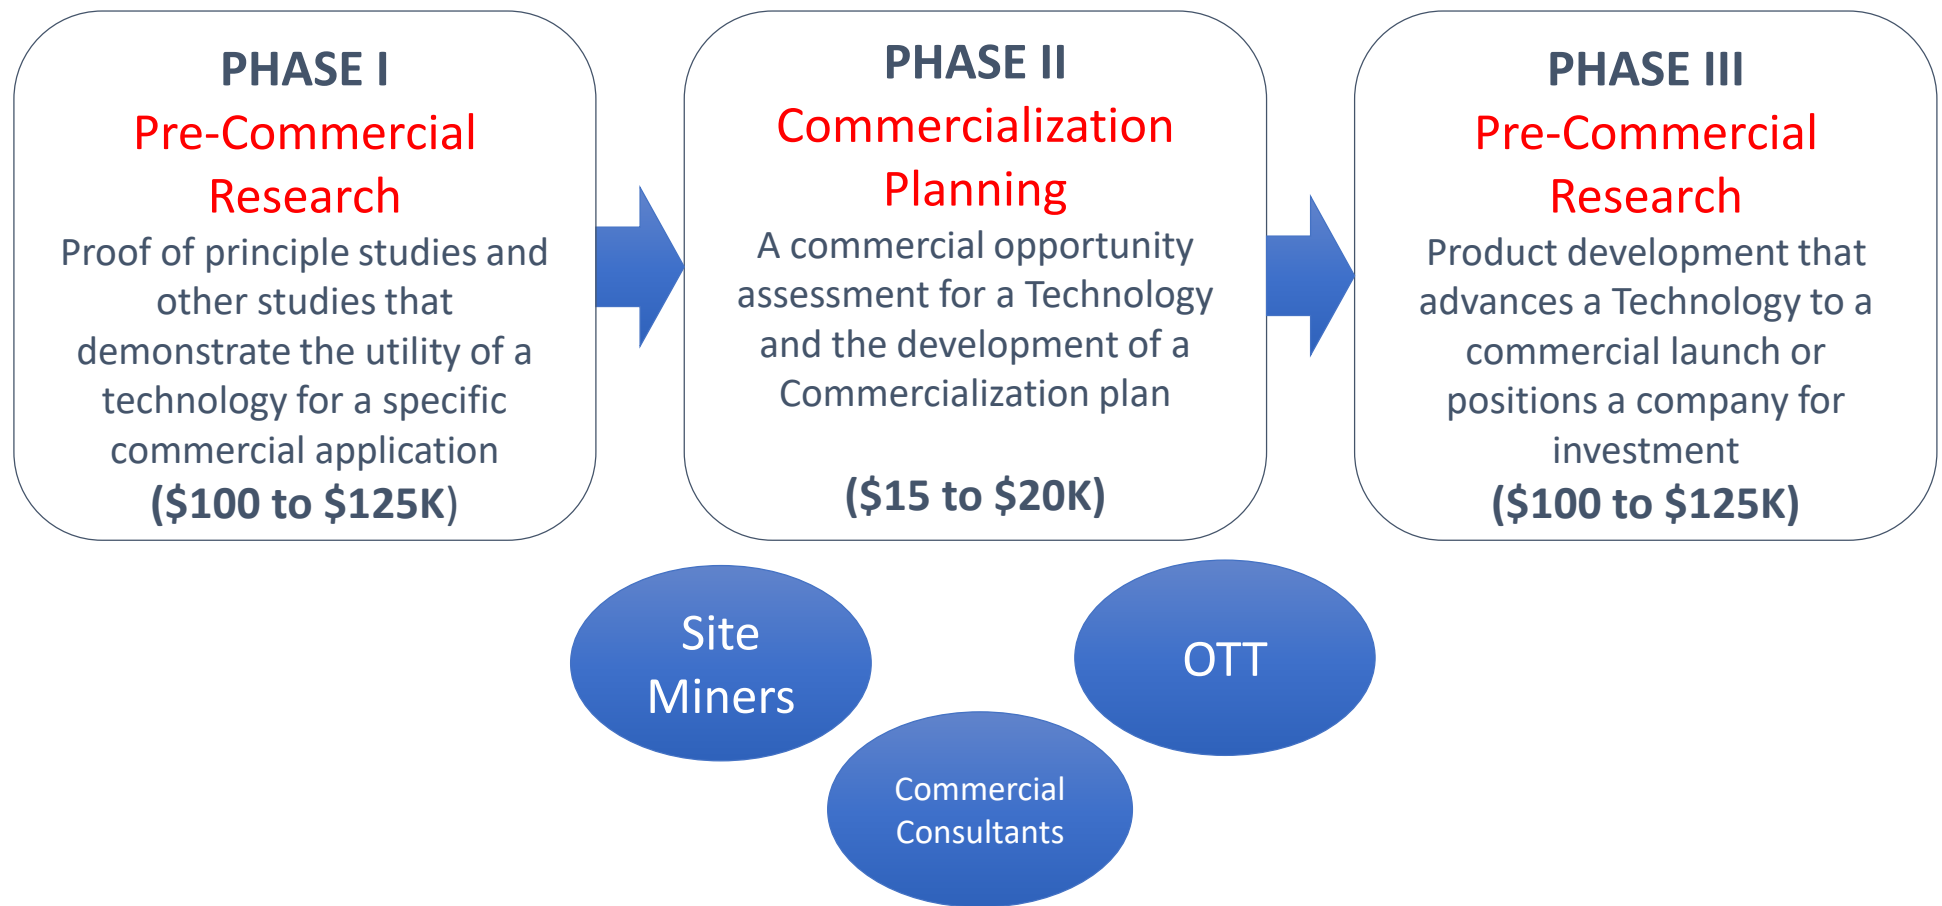 PHASE I
Pre-Commercial
Research
Proof of principle studies and
other studies that
demonstrate the utility of a
technology for a specific
commercial application
($100 to $125K)
PHASE II
Commercialization
Planning
A commercial opportunity
assessment for a Technology
and the development of a
Commercialization plan
($15 to $20K)
PHASE III
Pre-Commercial
Research
Product development that
advances a Technology to a
commercial launch or
positions a company for
investment
($100 to $125K)
Site
Miners
OTT
Commercial
Consultants